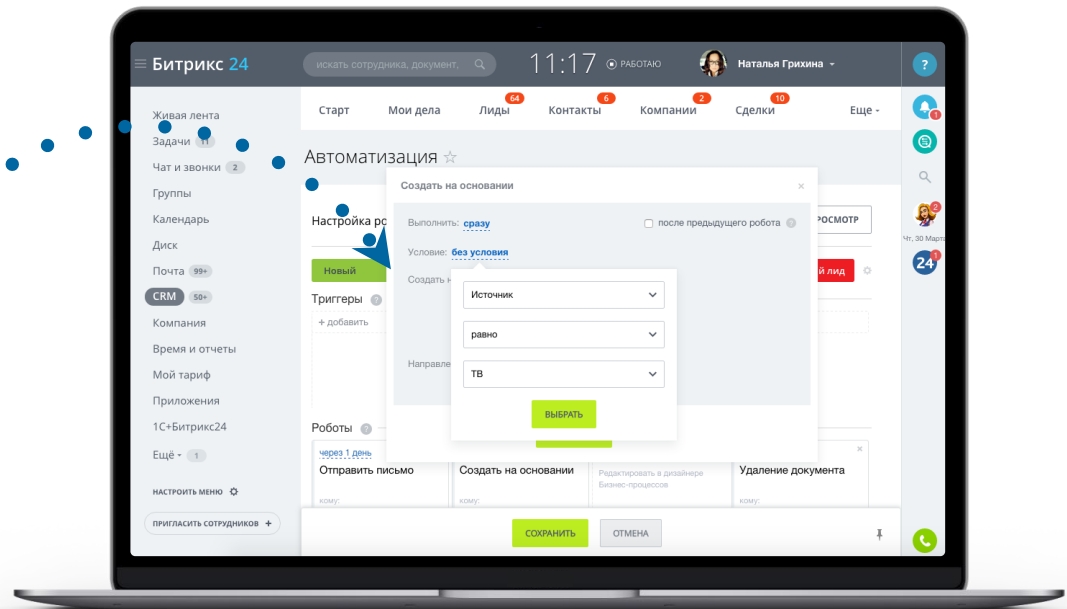 Битрикс 24
искать сотрудника, документ,
11:17
РАБОТАЮ
Наталья Грихина
?
Живая лента
Задачи 11
Чат и звонки 2
Группы
Календарь
Диск
Почта 99+
CRM 50+
Компания
Время и отчеты
Мой тариф
Приложения
1С+Битрикс24
Ещё 1
НАСТРОИТЬ МЕНЮ
ПРИГЛАСИТЬ СОТРУДНИКОВ +
Старт
Мои дела
Лиды 64
Контакты 6
Компании 2
Сделки 10
Еще
Автоматизация
Настройка ро
РОСМОТР
Новый
й лид
Триггеры ?
+ добавить
Создать на основании
×
Выполнить: сразу
после предыдущего робота ?
Условие: без условия
Создать н
Источник
равно
Направле
ТВ
ВЫБРАТЬ
Роботы ?
через 1 день
Отправить письмо
кому:
Создать на основании
кому:
Редактировать в дизайнере
Бизнес-процессов
×
Удаление документа
кому:
СОХРАНИТЬ
ОТМЕНА
1
2
Чт, 30 Марта
24 1